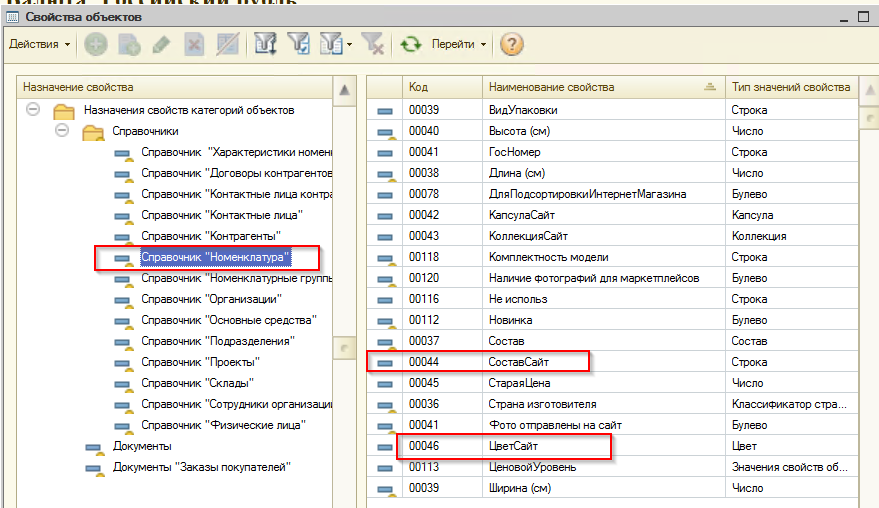 Валюта "Российский рубль"
Свойства объектов
Действия
Перейти
Назначение свойства
Назначения свойств категорий объектов
Справочники
Справочник "Характеристики номен
Справочник "Договоры контрагентов
Справочник "Контактные лица контра
Справочник "Контактные лица"
Справочник "Контрагенты"
Справочник "Номенклатура"
Справочник "Номенклатурные группы
Справочник "Организации"
Справочник "Основные средства"
Справочник "Подразделения"
Справочник "Проекты"
Справочник "Склады"
Справочник "Сотрудники организаци
Справочник "Физические лица"
Документы
Документы "Заказы покупателей"
Код Наименование свойства Тип значений свойства
00039 ВидУпаковки Строка
00040 Высота (см) Число
00041 ГосНомер Строка
00038 Длина (см) Число
00078 ДляПодсортировкиИнтернетМагазина Булево
00042 КапсулаСайт Капсула
00043 КоллекцияСайт Коллекция
00118 Комплектность модели Строка
00120 Наличие фотографий для маркетплейсов Булево
00116 Не использ Строка
00112 Новинка Булево
00037 Состав Состав
00044 СоставСайт Строка
00045 СтараяЦена Число
00036 Страна изготовителя Классификатор стра...
00041 Фото отправлены на сайт Булево
00046 ЦветСайт Цвет
00113 ЦеновойУровень Значения свойств об...
00039 Ширина (см) Число